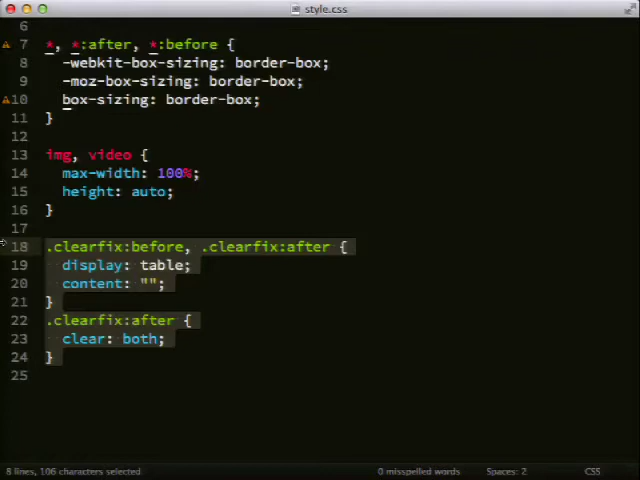 style.css
6
7 *, *:after, *:before {
8 -webkit-box-sizing: border-box;
9 -moz-box-sizing: border-box;
10 box-sizing: border-box;
11 }
12
13 img, video {
14 max-width: 100%;
15 height: auto;
16 }
17
18 .clearfix:before, .clearfix:after {
19 display: table;
20 content: "";
21 }
22 .clearfix:after {
23 clear: both;
24 }
25
8 lines, 106 characters selected 0 misspelled words Spaces: 2 CSS